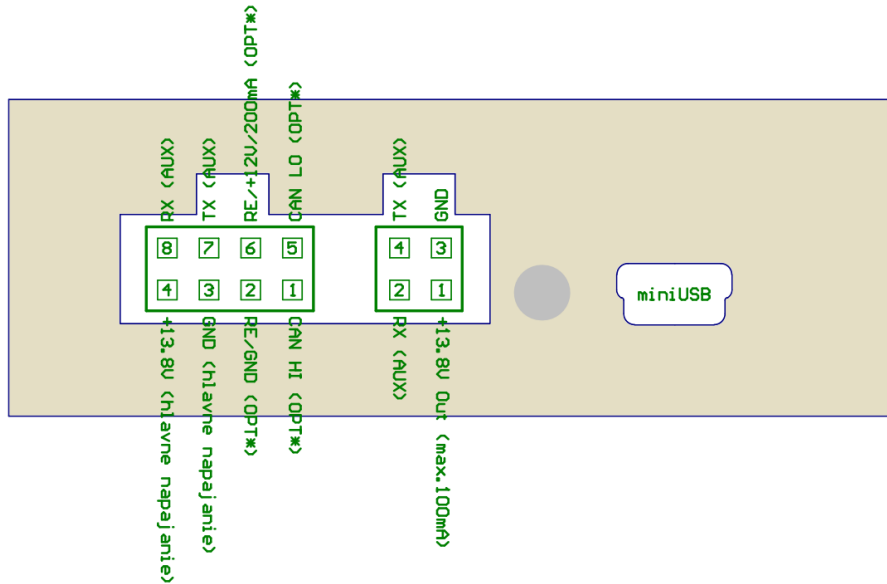 RX (AUX)
TX (AUX)
RE/+12V/200mA (OPT*)
CAN LO (OPT*)
TX (AUX)
GND
8 7 6 5
4 3
4 3 2 1
2 1
miniUSB
+13.8V (hlavne napajanie)
GND (hlavne napajanie)
RE/GND (OPT*)
CAN HI (OPT*)
RX (AUX)
+13.8V Out (max.100mA)